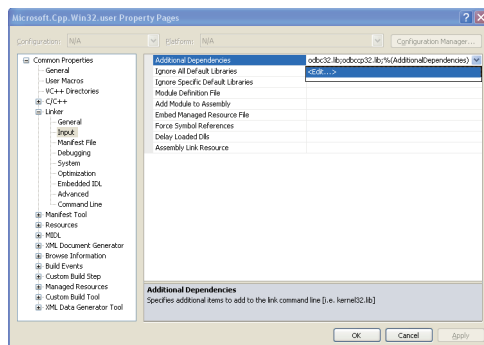 Microsoft.Cpp.Win32.user Property Pages
Configuration: N/A Platform: N/A Configuration Manager...
Common Properties
General
User Macros
VC++ Directories
C/C++
Linker
General
Input
Manifest File
Debugging
System
Optimization
Embedded IDL
Advanced
Command Line
Manifest Tool
Resources
MIDL
XML Document Generator
Browse Information
Build Events
Custom Build Step
Managed Resources
Custom Build Tool
XML Data Generator Tool
Additional Dependencies odbc32.lib;odbccp32.lib;%(AdditionalDependencies)
Ignore All Default Libraries <Edit...>
Ignore Specific Default Libraries
Module Definition File
Add Module to Assembly
Embed Managed Resource File
Force Symbol References
Delay Loaded Dlls
Assembly Link Resource
Additional Dependencies
Specifies additional items to add to the link command line [i.e. kernel32.lib]
OK Cancel Apply